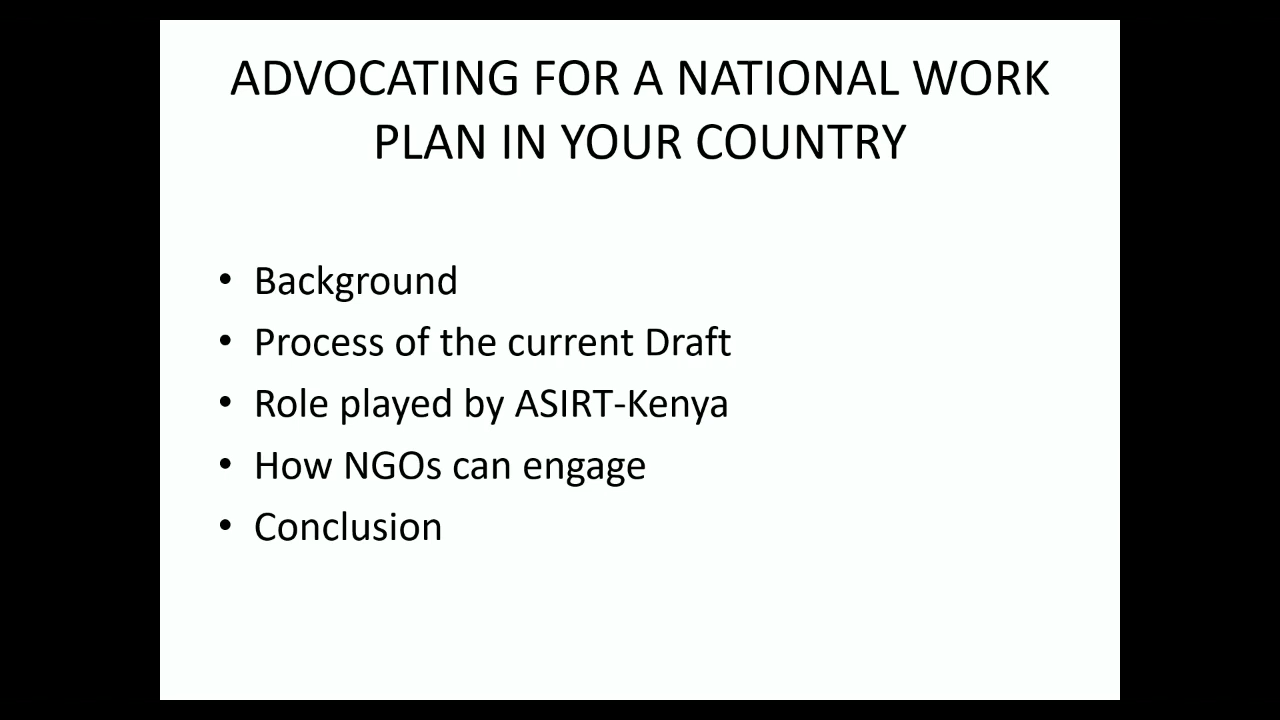 ADVOCATING FOR A NATIONAL WORK
PLAN IN YOUR COUNTRY
• Background
• Process of the current Draft
• Role played by ASIRT-Kenya
• How NGOs can engage
• Conclusion